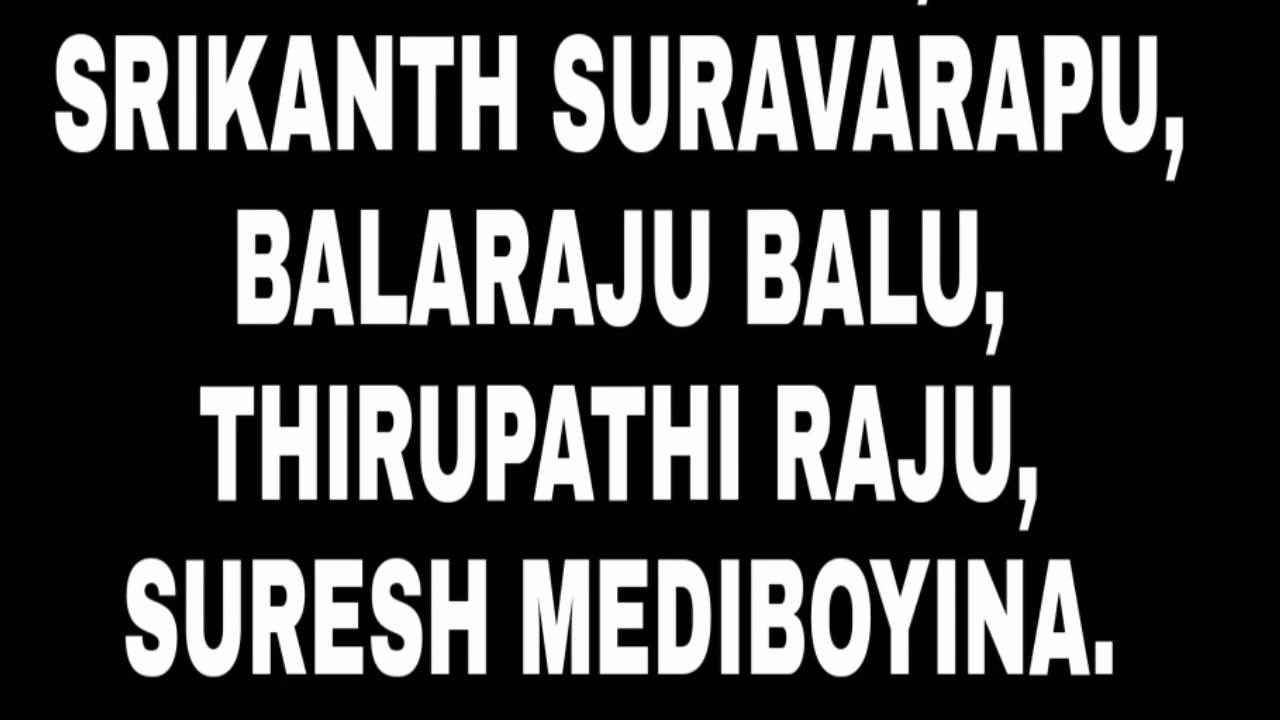 SRIKANTH SURAVARAPU,
BALARAJU BALU,
THIRUPATHI RAJU,
SURESH MEDIBOYINA.